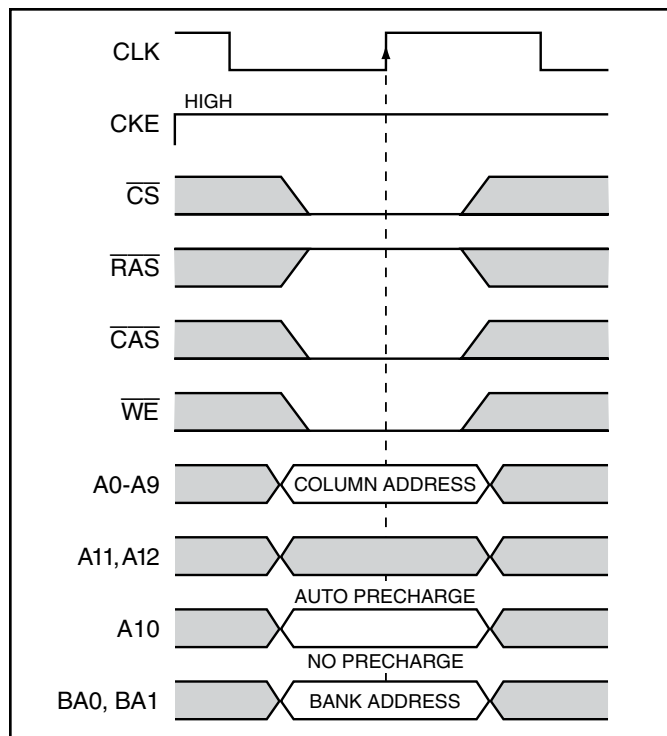 CLK
HIGH
CKE
CS
RAS
CAS
WE
A0-A9 COLUMN ADDRESS
A11, A12
AUTO PRECHARGE
A10
NO PRECHARGE
BA0, BA1 BANK ADDRESS